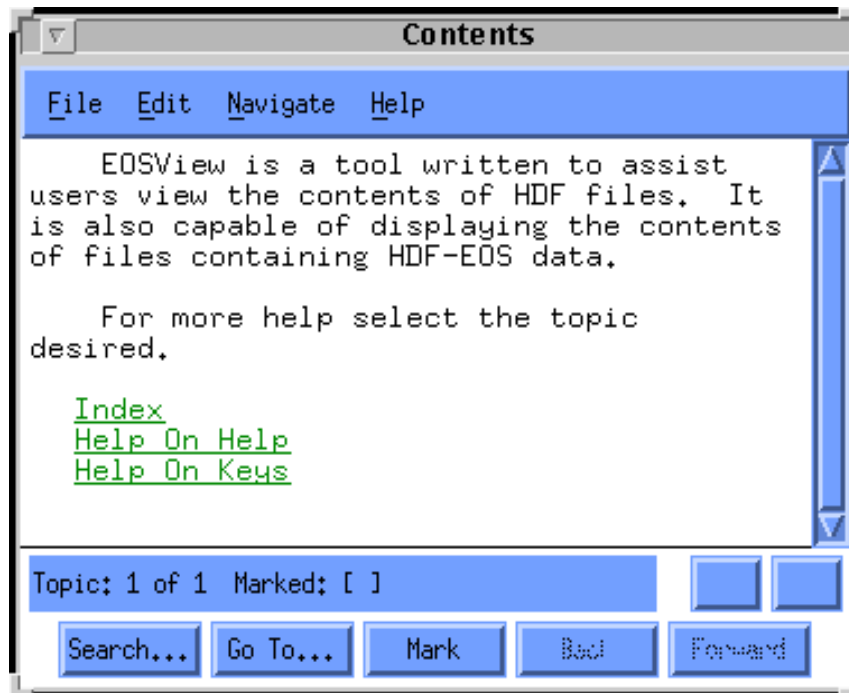 Contents
File Edit Navigate Help
EOSView is a tool written to assist
users view the contents of HDF files. It
is also capable of displaying the contents
of files containing HDF-EOS data.
For more help select the topic
desired.
Index
Help On Help
Help On Keys
Topic: 1 of 1 Marked: [ ]
Search... Go To... Mark Back Forward